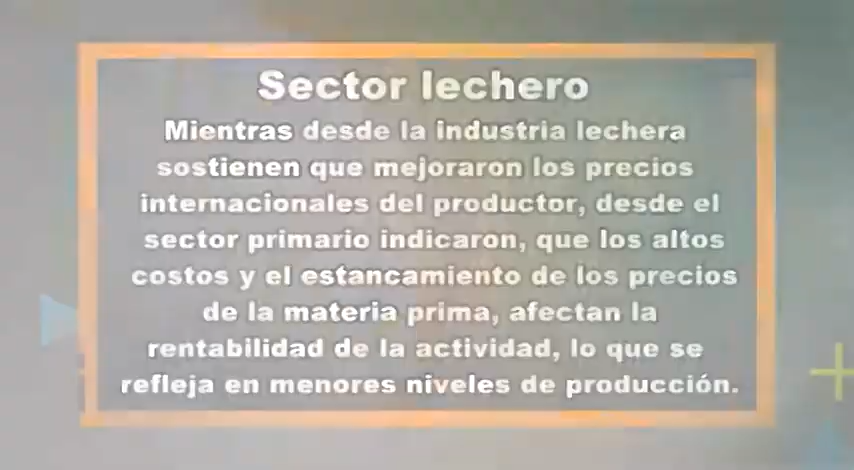 Sector lechero
Mientras desde la industria lechera
sostienen que mejoraron los precios
internacionales del productor, desde el
sector primario indicaron, que los altos
costos y el estancamiento de los precios
de la materia prima, afectan la
rentabilidad de la actividad, lo que se
refleja en menores niveles de producción.